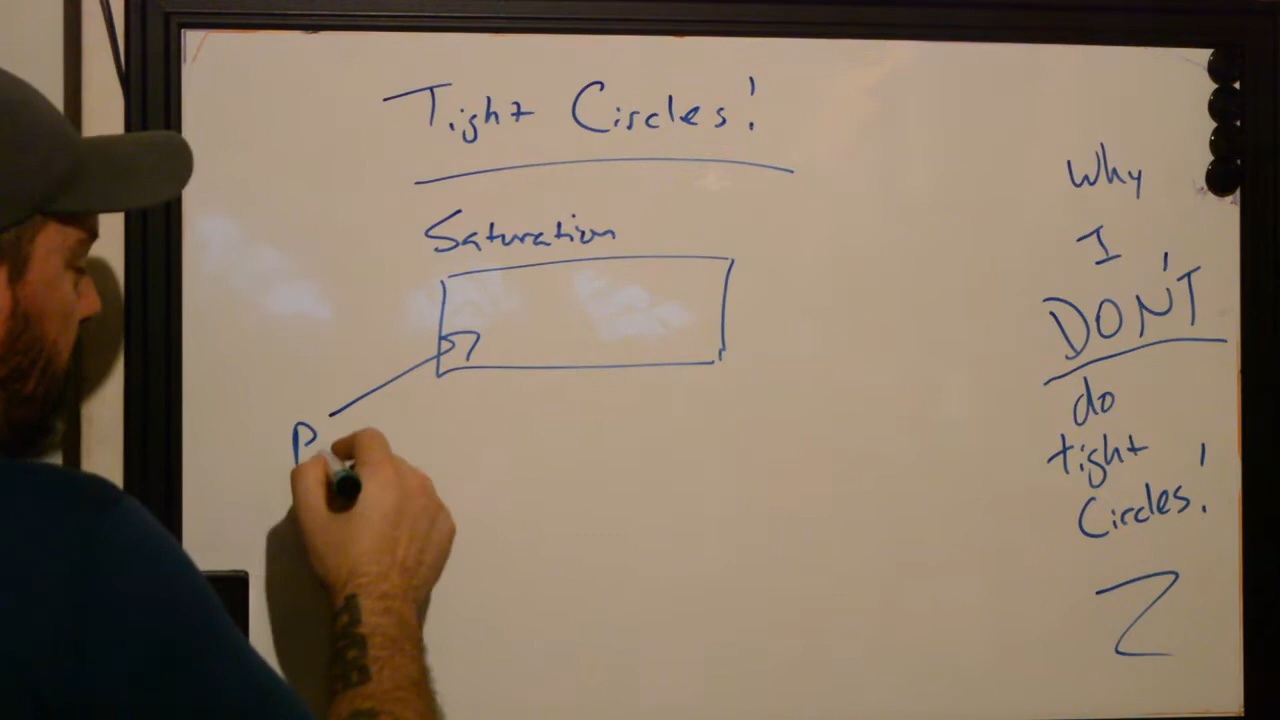 Tight Circles!
Saturation
P
Why
I
DON'T
do
tight
Circles!
Z